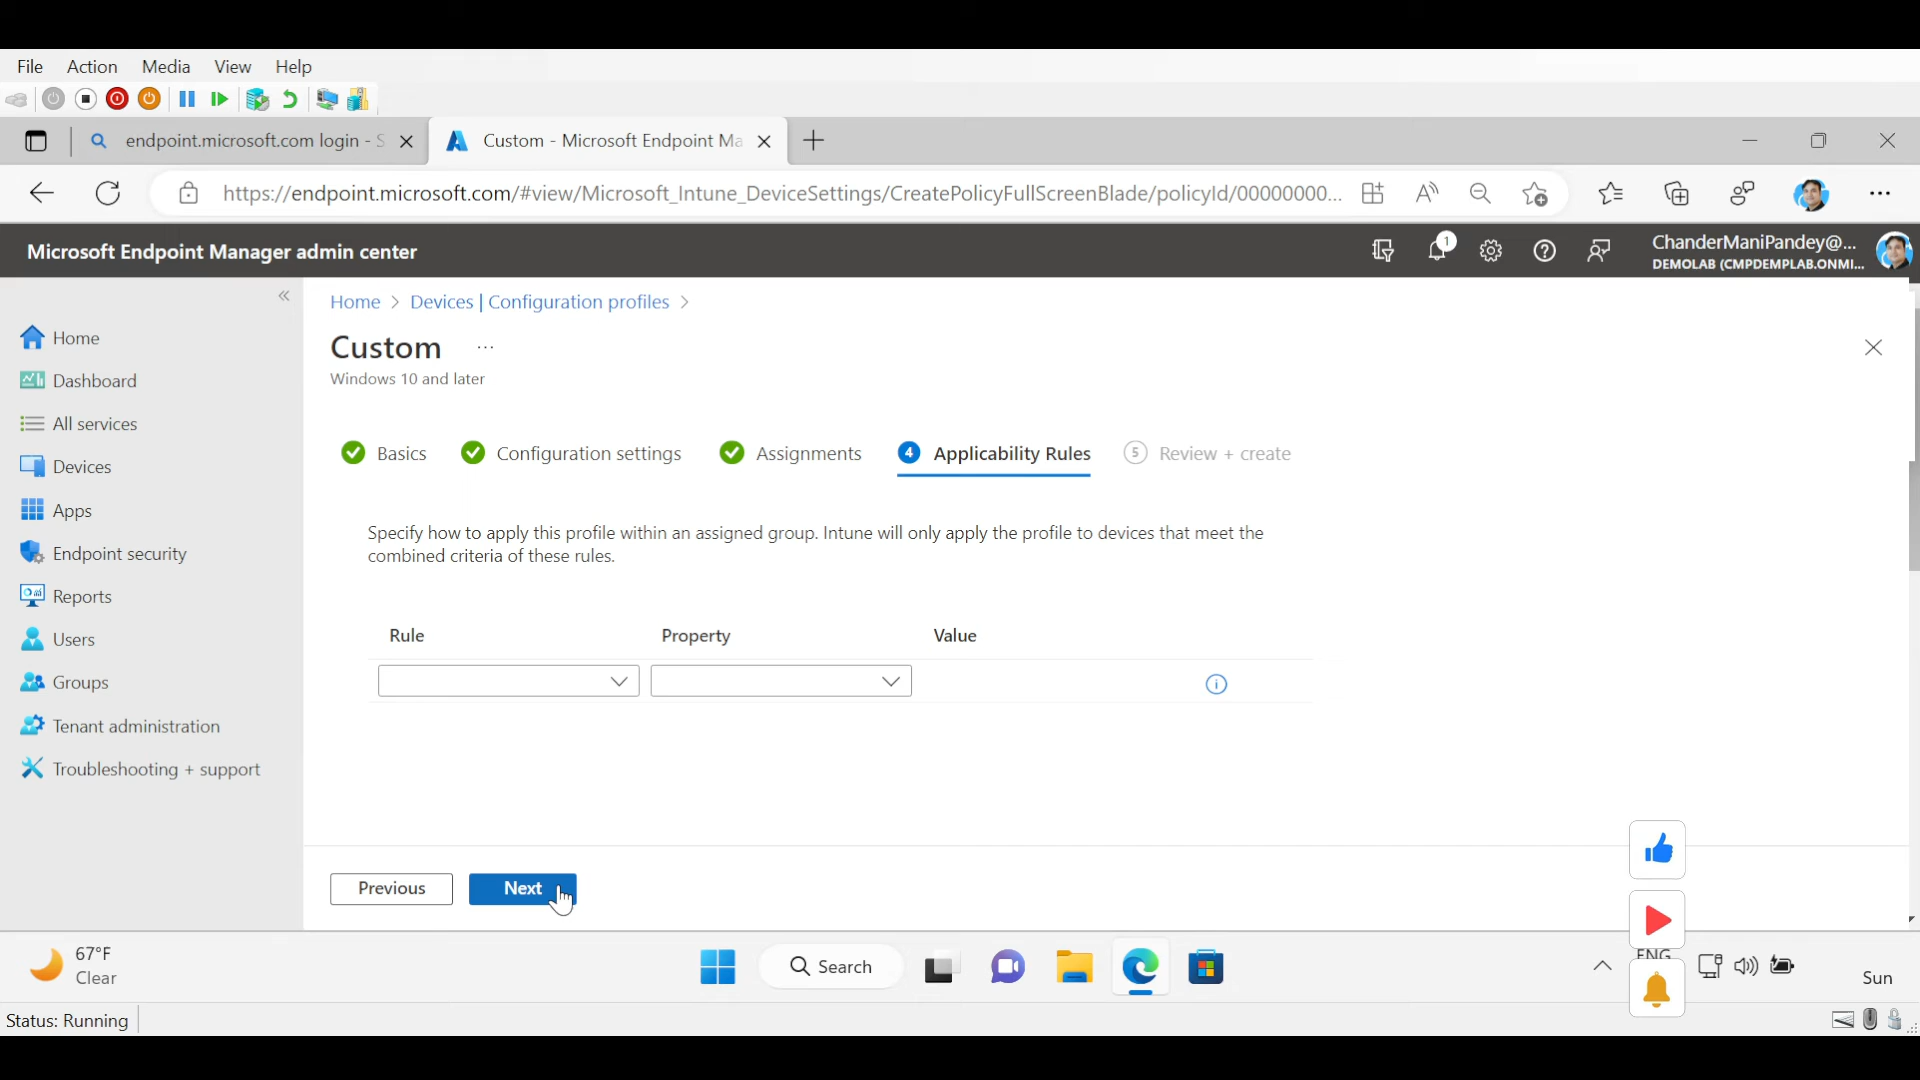 File Action Media View Help
endpoint.microsoft.com login - S
Custom - Microsoft Endpoint Ma
https://endpoint.microsoft.com/#view/Microsoft_Intune_DeviceSettings/CreatePolicyFullScreenBlade/policyId/00000000...
Microsoft Endpoint Manager admin center
1
ChanderManiPandey@...
DEMOLAB (CMPDEMPLAB.ONMI...
Home > Devices | Configuration profiles >
Custom ...
Windows 10 and later
Home
Dashboard
All services
Devices
Apps
Endpoint security
Reports
Users
Groups
Tenant administration
Troubleshooting + support
Basics Configuration settings Assignments 4 Applicability Rules 5 Review + create
Specify how to apply this profile within an assigned group. Intune will only apply the profile to devices that meet the
combined criteria of these rules.
Rule Property Value
Previous Next
67°F
Clear
Search
ENG
Sun
Status: Running